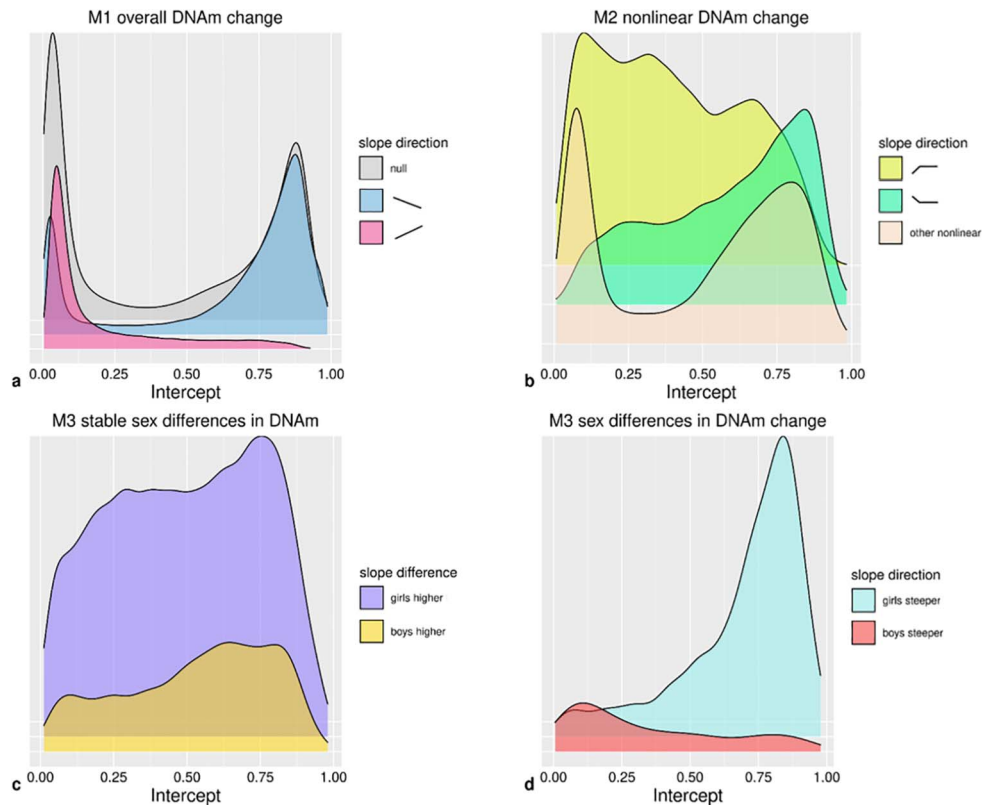 M1 overall DNAm change
slope direction
null
0.00 0.25 0.50 0.75 1.00
Intercept
a
M2 nonlinear DNAm change
slope direction
other nonlinear
0.00 0.25 0.50 0.75 1.00
Intercept
b
M3 stable sex differences in DNAm
slope difference
girls higher
boys higher
0.00 0.25 0.50 0.75 1.00
Intercept
c
M3 sex differences in DNAm change
slope direction
girls steeper
boys steeper
0.00 0.25 0.50 0.75 1.00
Intercept
d